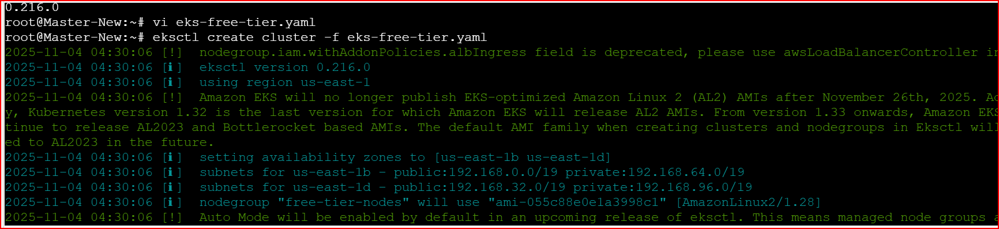 0.216.0
root@Master-New:~# vi eks-free-tier.yaml
root@Master-New:~# eksctl create cluster -f eks-free-tier.yaml
2025-11-04 04:30:06 [!]  nodegroup.iam.withAddonPolicies.albIngress field is deprecated, please use awsLoadBalancerController in
2025-11-04 04:30:06 [ℹ]  eksctl version 0.216.0
2025-11-04 04:30:06 [ℹ]  using region us-east-1
2025-11-04 04:30:06 [!]  Amazon EKS will no longer publish EKS-optimized Amazon Linux 2 (AL2) AMIs after November 26th, 2025.
y, Kubernetes version 1.32 is the last version for which Amazon EKS will release AL2 AMIs. From version 1.33 onwards, Amazon EKS
tinue to release AL2023 and Bottlerocket based AMIs. The default AMI family when creating clusters and nodegroups in Eksctl will
ed to AL2023 in the future.
2025-11-04 04:30:06 [ℹ]  setting availability zones to [us-east-1b us-east-1d]
2025-11-04 04:30:06 [ℹ]  subnets for us-east-1b - public:192.168.0.0/19 private:192.168.64.0/19
2025-11-04 04:30:06 [ℹ]  subnets for us-east-1d - public:192.168.32.0/19 private:192.168.96.0/19
2025-11-04 04:30:06 [ℹ]  nodegroup "free-tier-nodes" will use "ami-055c88e0e1a3998c1" [AmazonLinux2/1.28]
2025-11-04 04:30:06 [!]  Auto Mode will be enabled by default in an upcoming release of eksctl. This means managed node groups